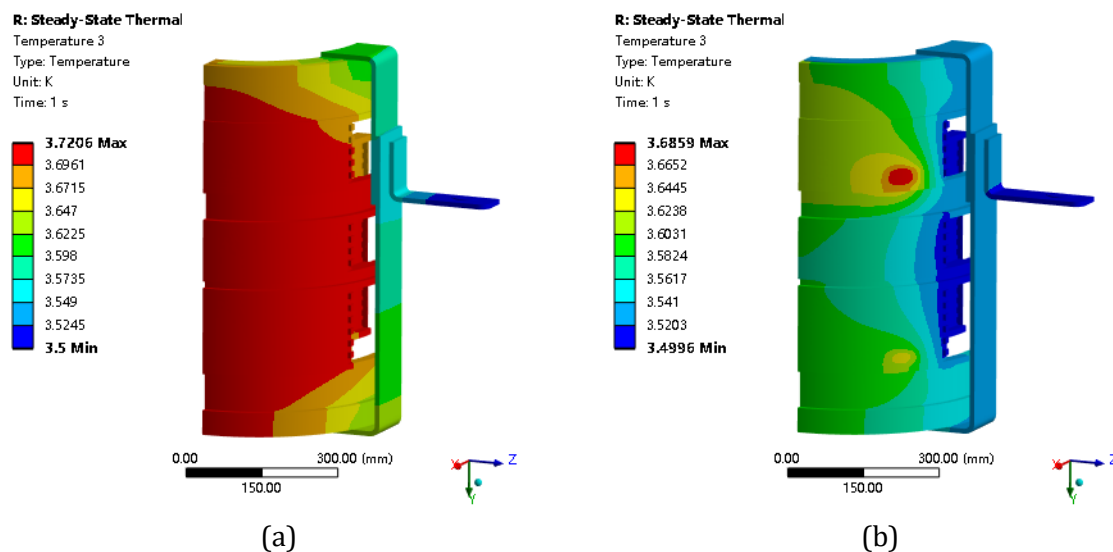 R: Steady-State Thermal
Temperature 3
Type: Temperature
Unit: K
Time: 1 s
3.7206 Max
3.6961
3.6715
3.647
3.6225
3.598
3.5735
3.549
3.5245
3.5 Min
0.00
300.00 (mm)
150.00
X
Z
Y
(a)
R: Steady-State Thermal
Temperature 3
Type: Temperature
Unit: K
Time: 1 s
3.6859 Max
3.6652
3.6445
3.6238
3.6031
3.5824
3.5617
3.541
3.5203
3.4996 Min
0.00
300.00 (mm)
150.00
X
Z
Y
(b)